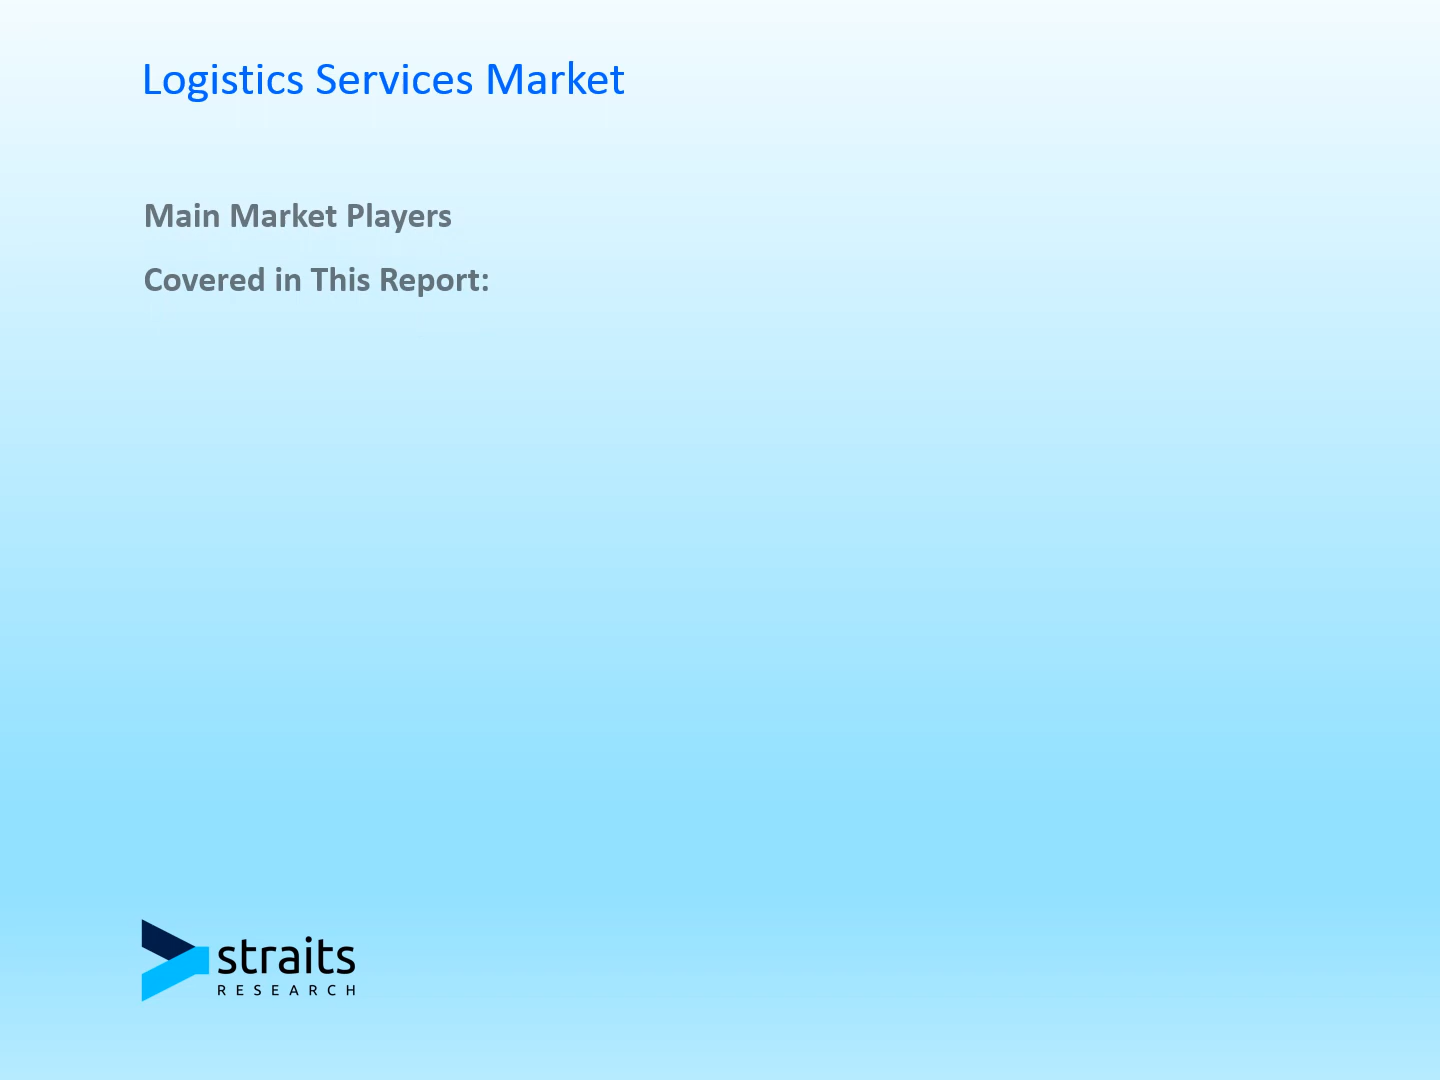 Logistics Services Market
Main Market Players
Covered in This Report:
straits
RESEARCH